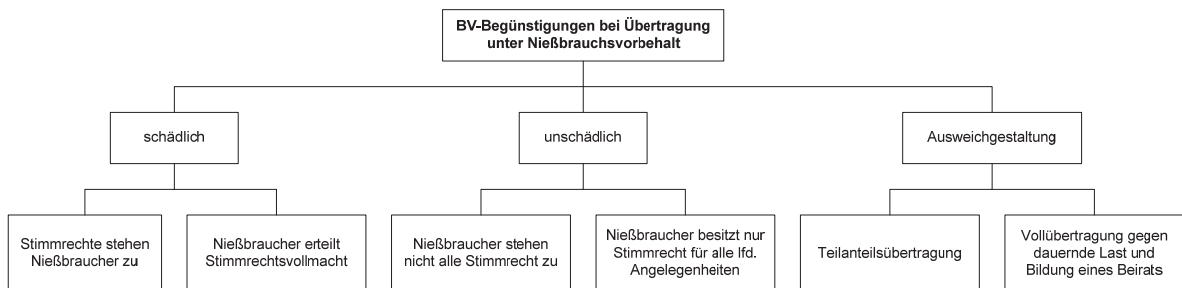 BV-Begünstigungen bei Übertragung
unter Nießbrauchsvorbehalt
schädlich
unschädlich
Ausweichgestaltung
Stimmrechte stehen
Nießbraucher zu
Nießbraucher erteilt
Stimmrechtsvollmacht
Nießbraucher stehen
nicht alle Stimmrecht zu
Nießbraucher besitzt nur
Stimmrecht für alle lfd.
Angelegenheiten
Teilanteilsübertragung
Vollübertragung gegen
dauernde Last und
Bildung eines Beirats